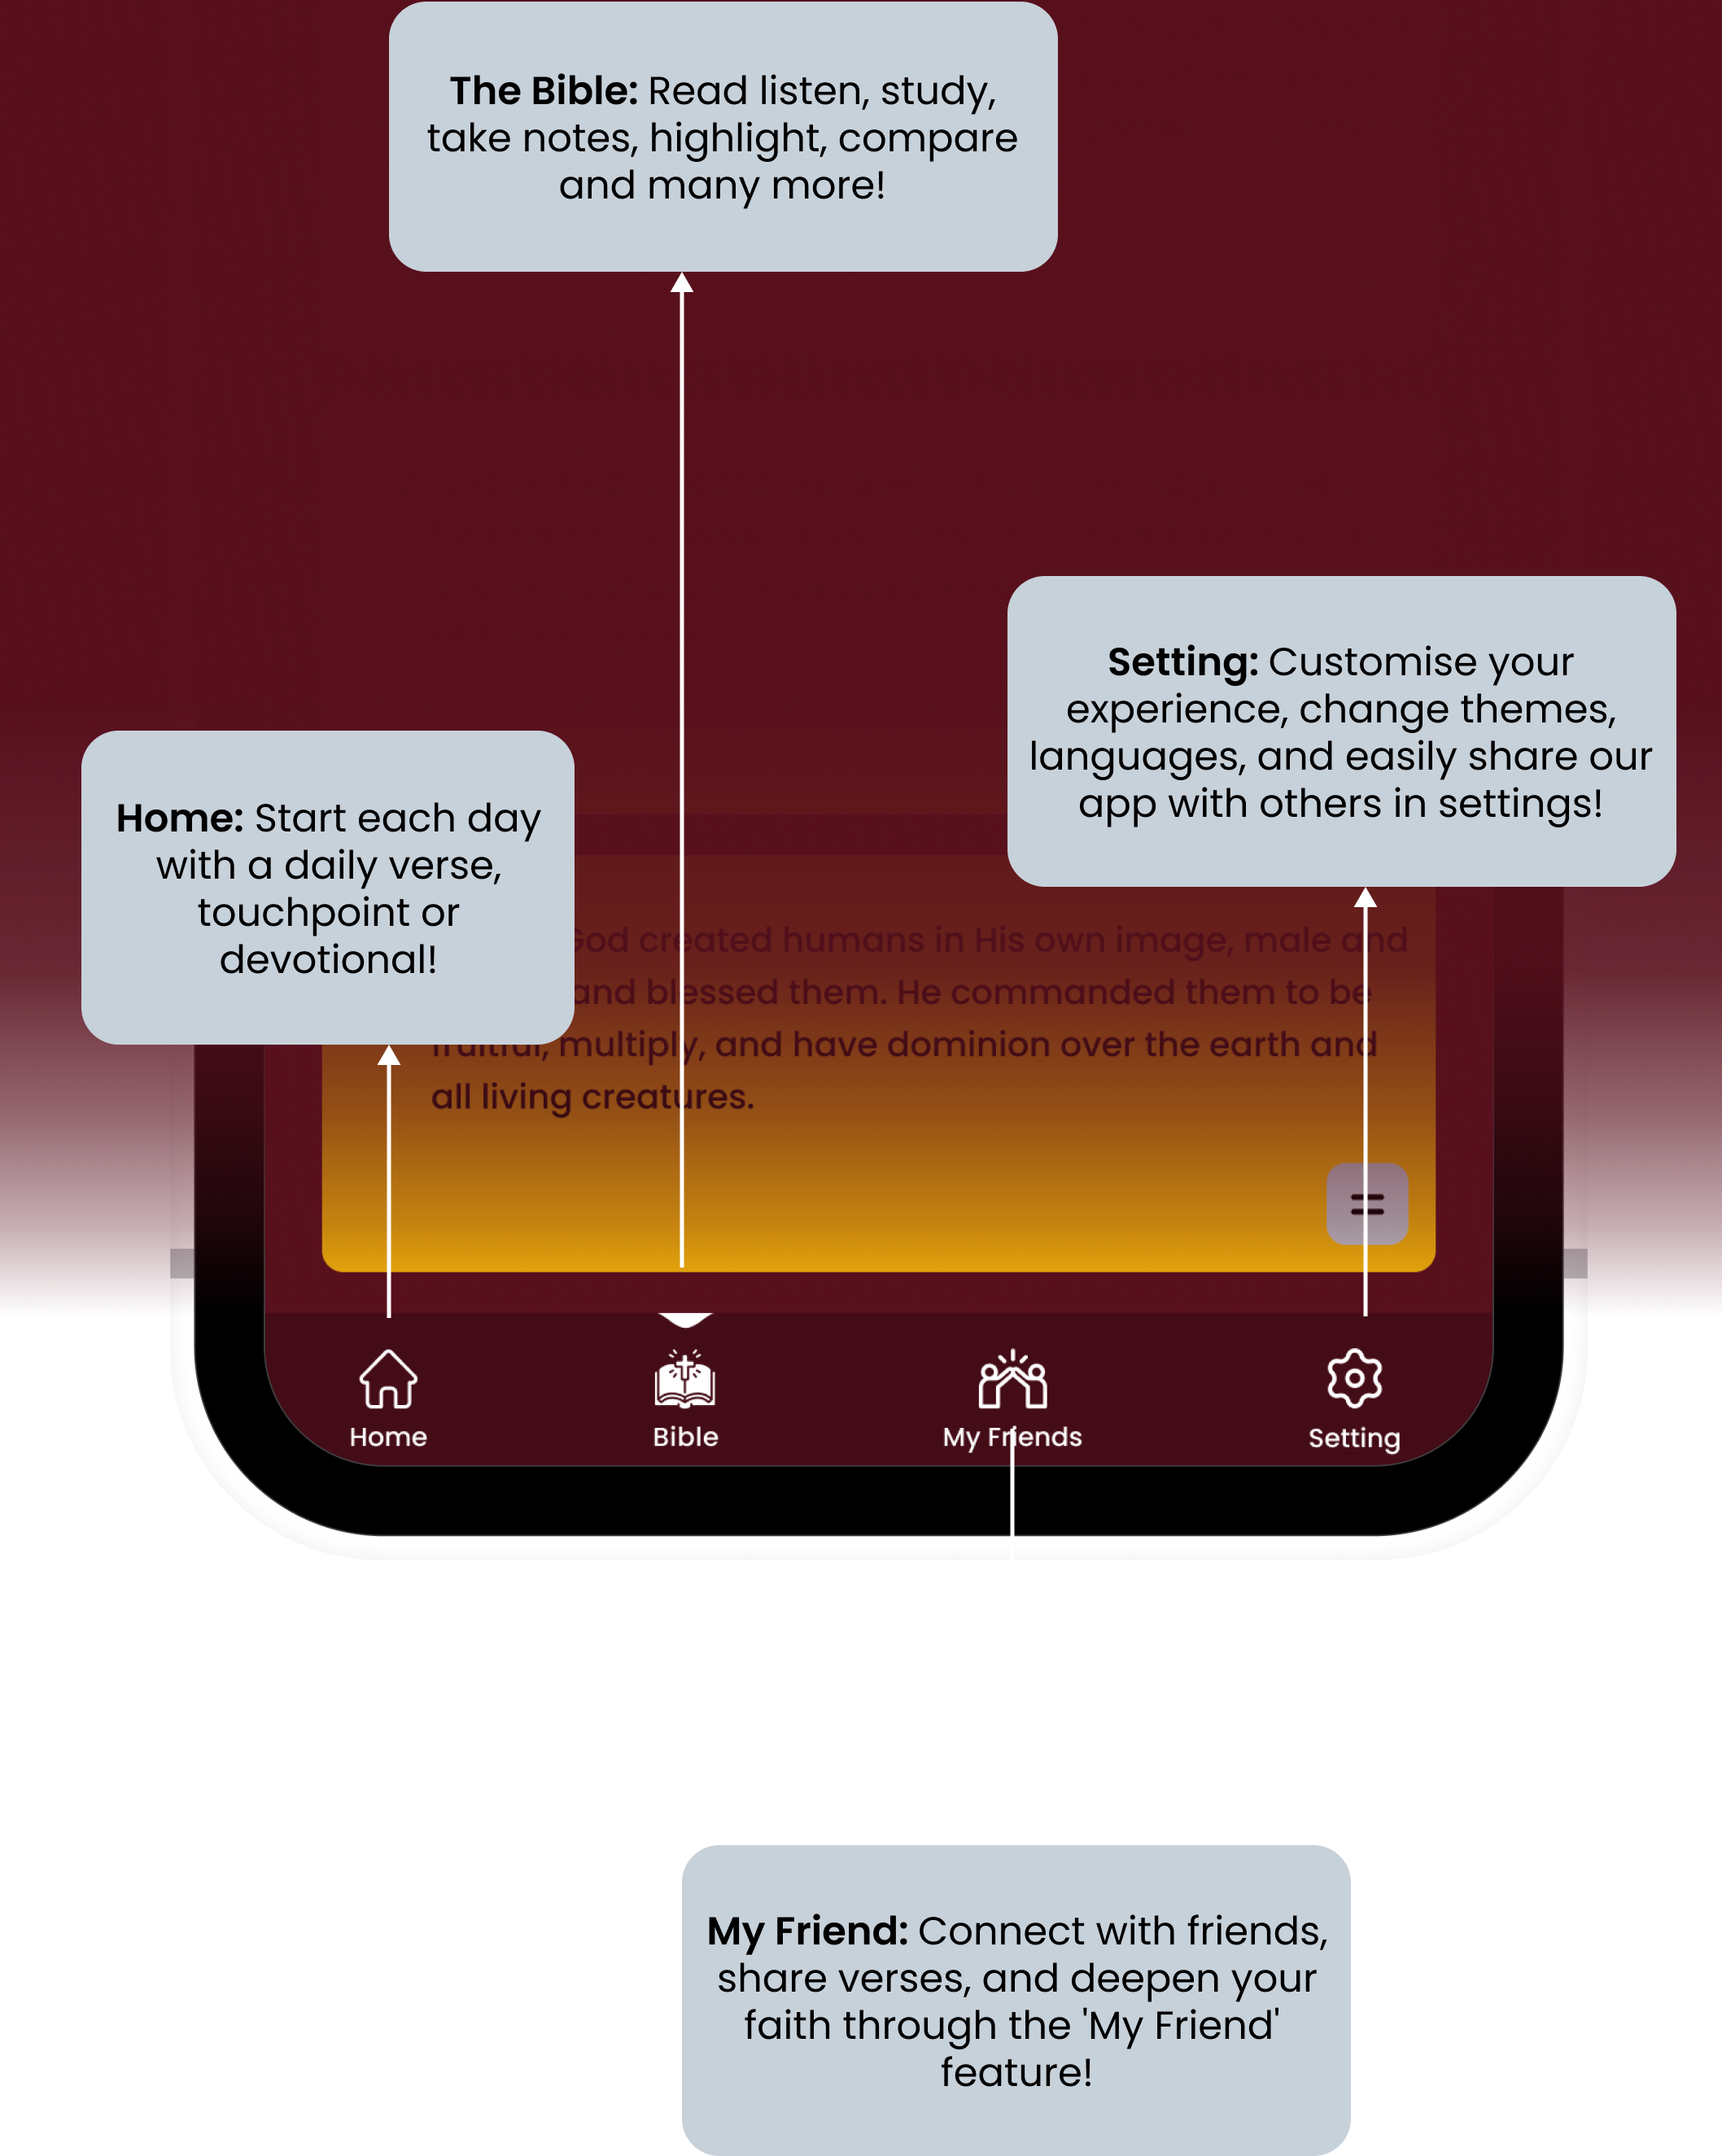 The Bible: Read listen, study,
take notes, highlight, compare
and many more!
Setting: Customise your
experience, change themes,
languages, and easily share our
app with others in settings!
Home: Start each day
with a daily verse,
touchpoint or
devotional!
God created humans in His own image, male and
and blessed them. He commanded them to be
fruitful, multiply, and have dominion over the earth and
all living creatures.
Home
Bible
My Friends
Setting
My Friend: Connect with friends,
share verses, and deepen your
faith through the 'My Friend'
feature!